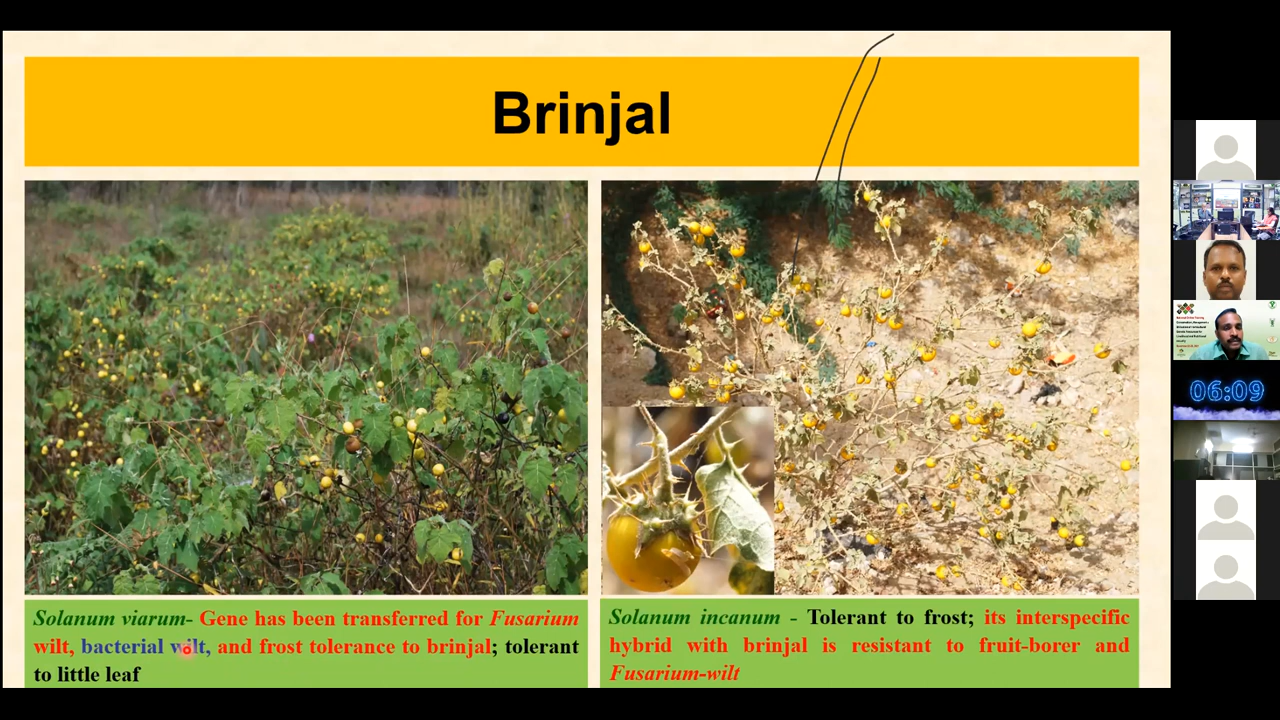 Brinjal
Solanum viarum- Gene has been transferred for Fusarium
wilt, bacterial wilt, and frost tolerance to brinjal; tolerant
to little leaf
Solanum incanum - Tolerant to frost; its interspecific
hybrid with brinjal is resistant to fruit-borer and
Fusarium-wilt
06:09